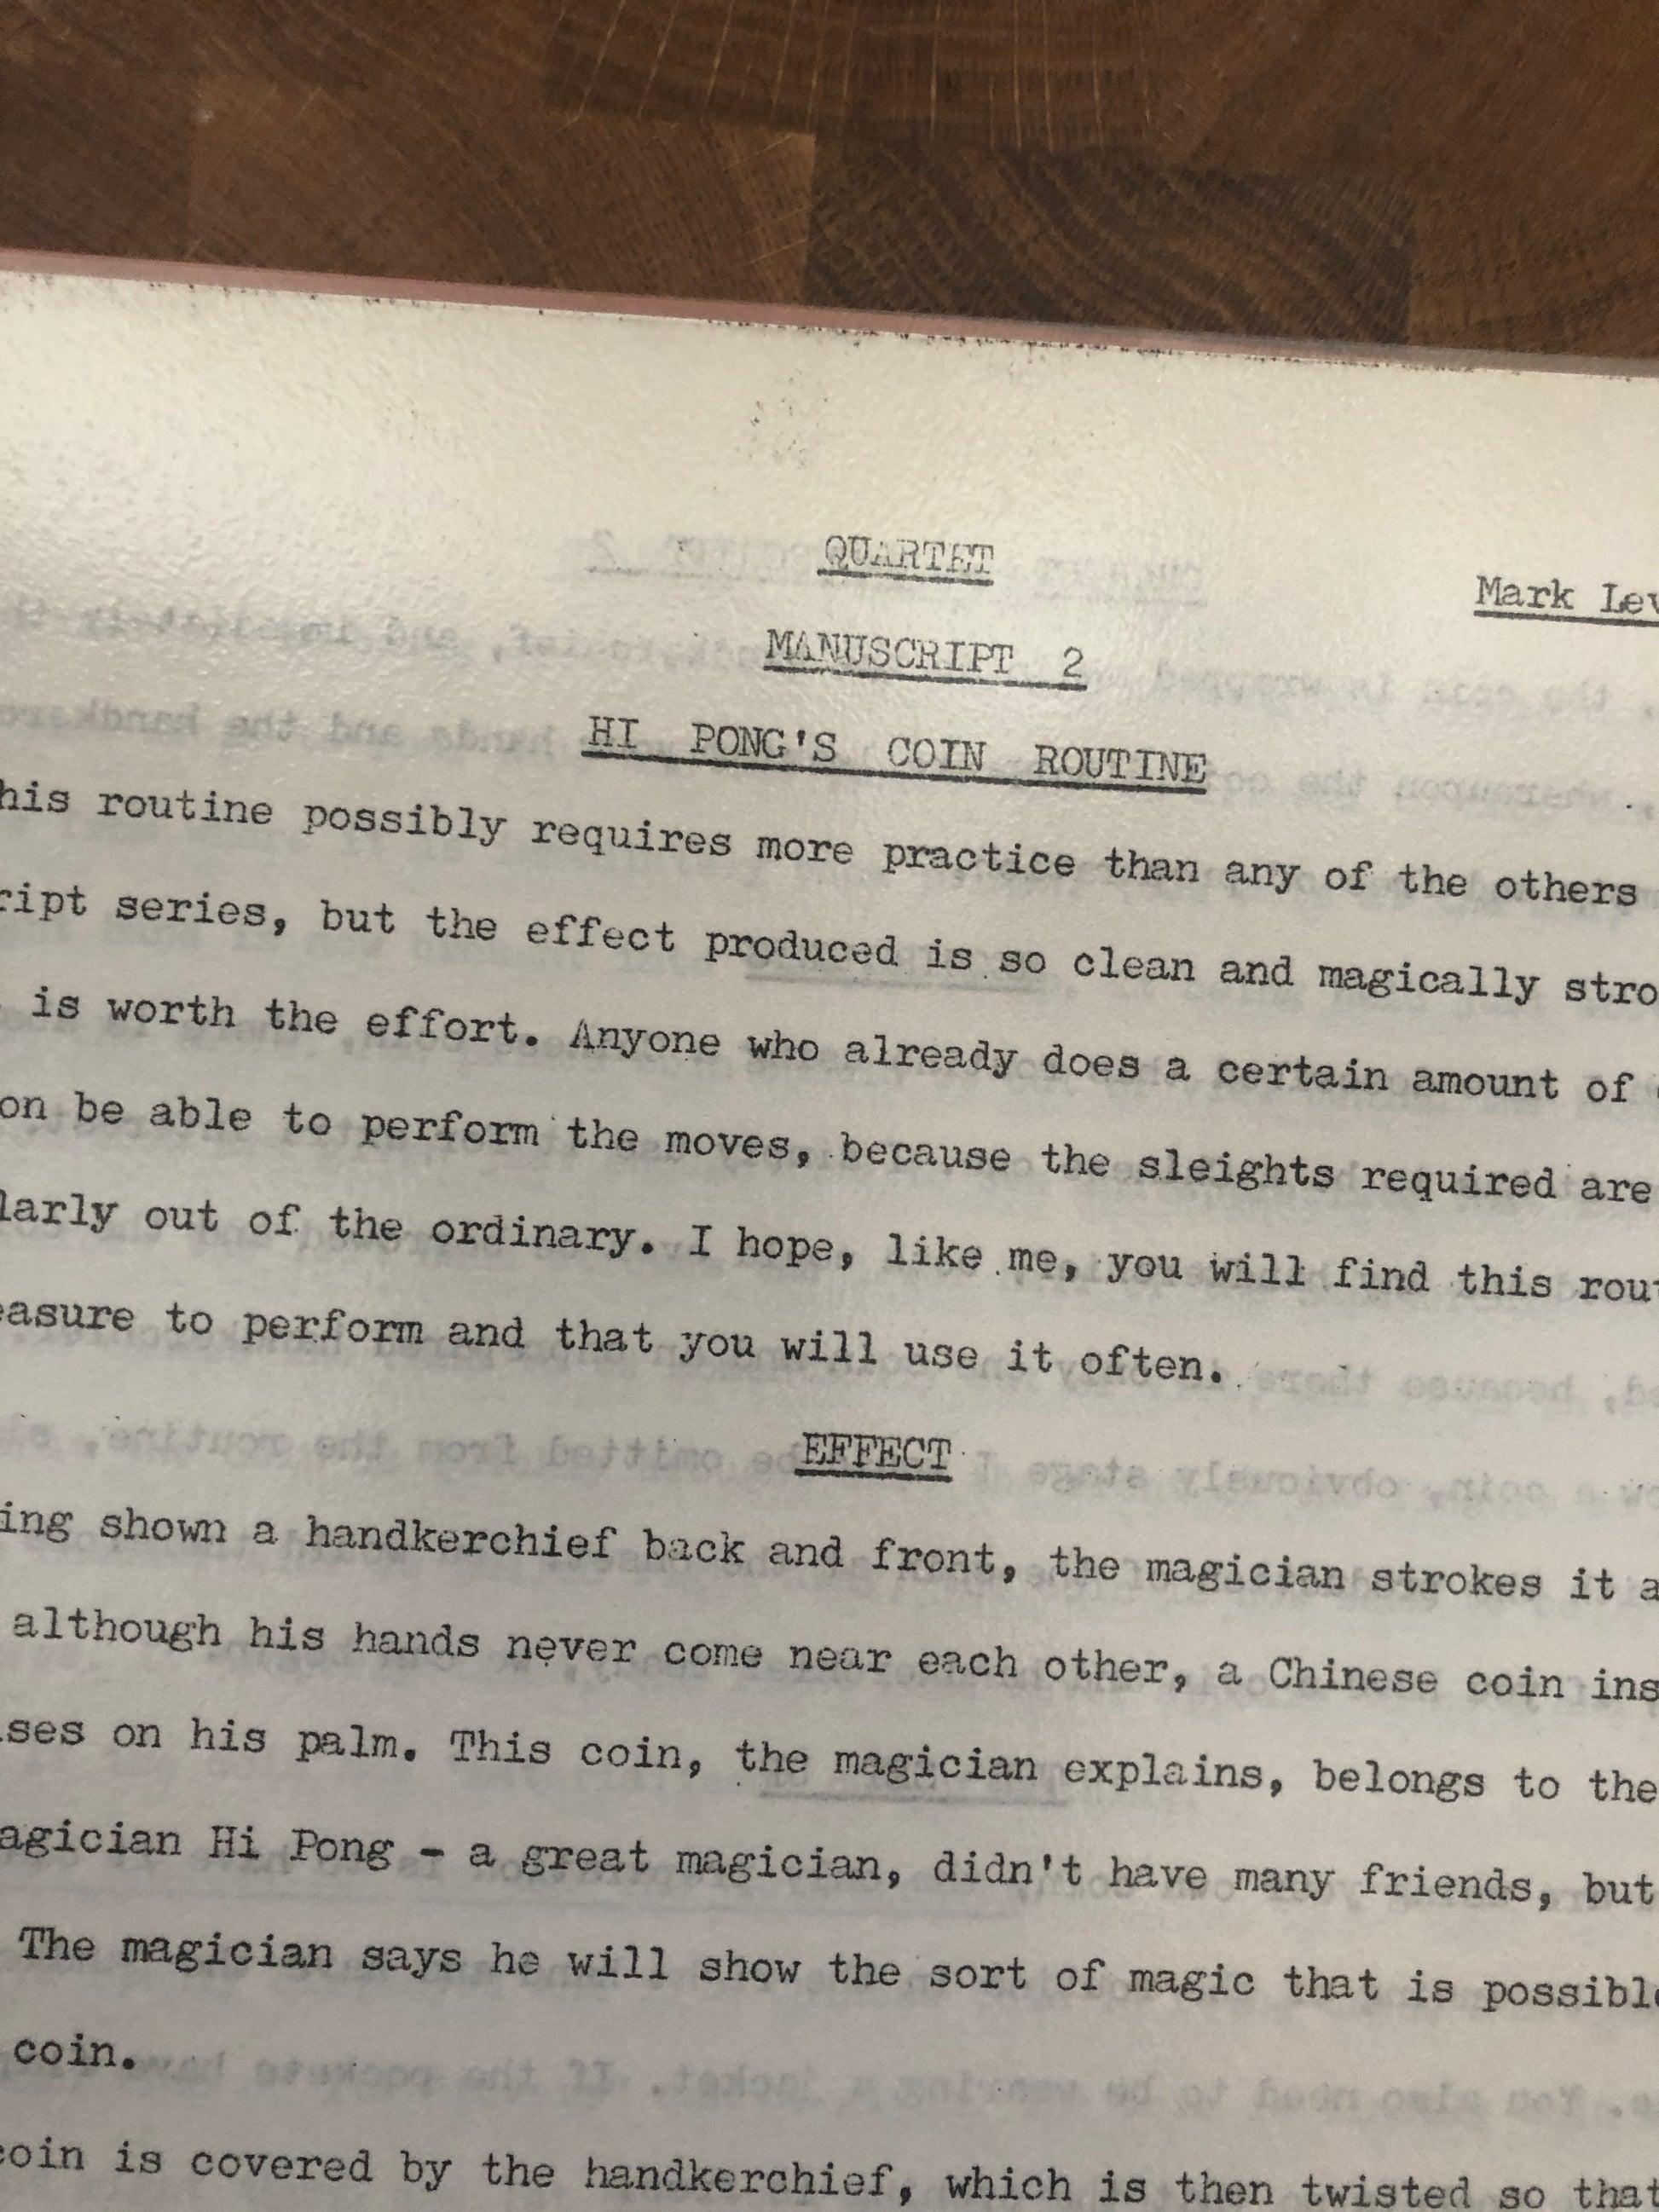 QUARTET
Mark Lev
MANUSCRIPT 2
HI PONG'S COIN ROUTINE
his routine possibly requires more practice than any of the others
ript series, but the effect produced is so clean and magically stro
is worth the effort. Anyone who already does a certain amount of
on be able to perform the moves, because the sleights required are
larly out of the ordinary. I hope, like me, you will find this rout
easure to perform and that you will use it often.
EFFECT
ing shown a handkerchief back and front, the magician strokes it a
although his hands never come near each other, a Chinese coin ins
ses on his palm. This coin, the magician explains, belongs to the
agician Hi Pong - a great magician, didn't have many friends, but
The magician says he will show the sort of magic that is possible
coin.
coin is covered by the handkerchief, which is then twisted so that